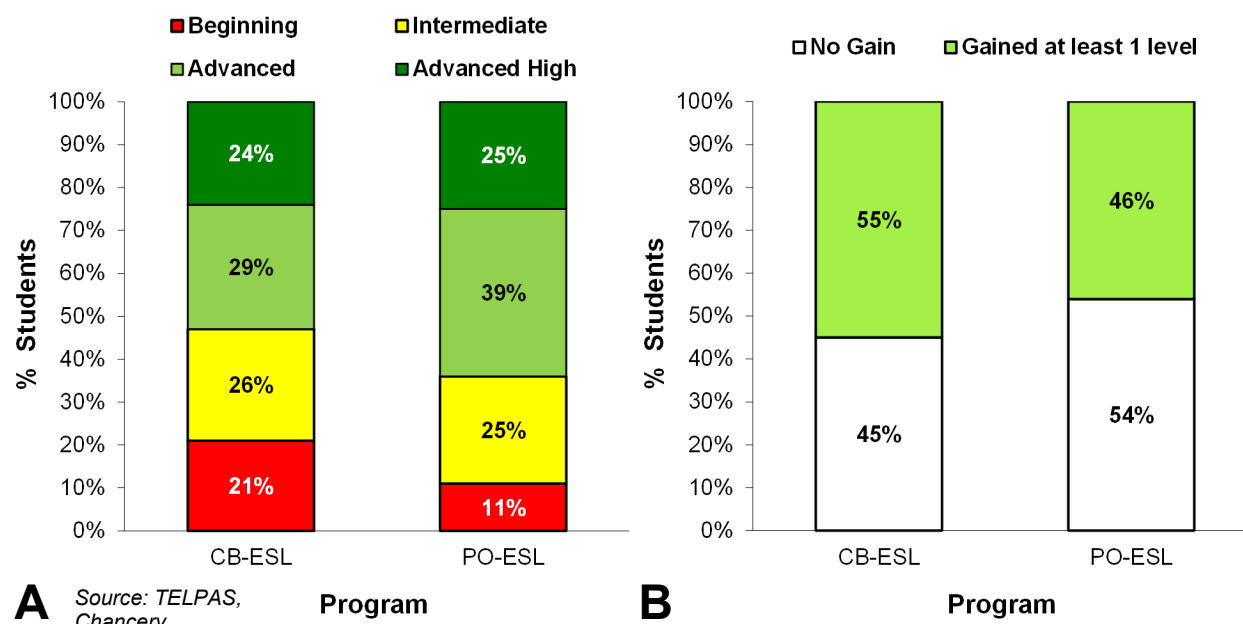 Beginning
Intermediate
Advanced
Advanced High
100%
90%
80%
70%
60%
50%
40%
30%
20%
10%
0%
% Students
24%
29%
26%
21%
25%
39%
25%
11%
CB-ESL
PO-ESL
Program
A
Source: TELPAS,
Chancery
No Gain
Gained at least 1 level
100%
90%
80%
70%
60%
50%
40%
30%
20%
10%
0%
% Students
55%
45%
46%
54%
CB-ESL
PO-ESL
Program
B